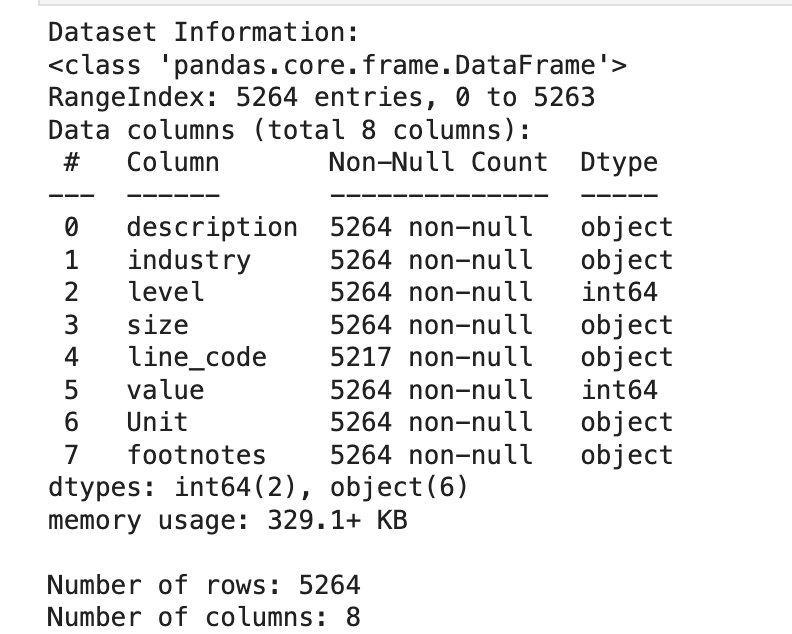 Dataset Information:
<class 'pandas.core.frame.DataFrame'>
RangeIndex: 5264 entries, 0 to 5263
Data columns (total 8 columns):
 #   Column       Non-Null Count  Dtype
---  ------       --------------  -----
 0   description  5264 non-null   object
 1   industry     5264 non-null   object
 2   level        5264 non-null   int64
 3   size         5264 non-null   object
 4   line_code    5217 non-null   object
 5   value        5264 non-null   int64
 6   Unit         5264 non-null   object
 7   footnotes    5264 non-null   object
dtypes: int64(2), object(6)
memory usage: 329.1+ KB

Number of rows: 5264
Number of columns: 8